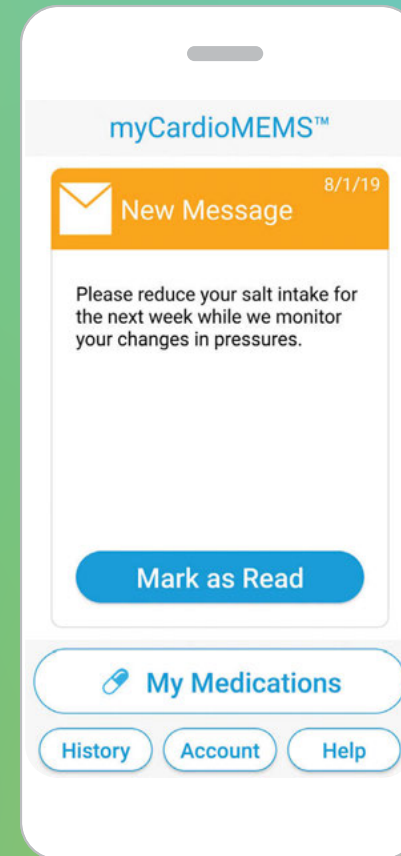 myCardioMEMS™
8/1/19
New Message
Please reduce your salt intake for
the next week while we monitor
your changes in pressures.
Mark as Read
My Medications
History
Account
Help